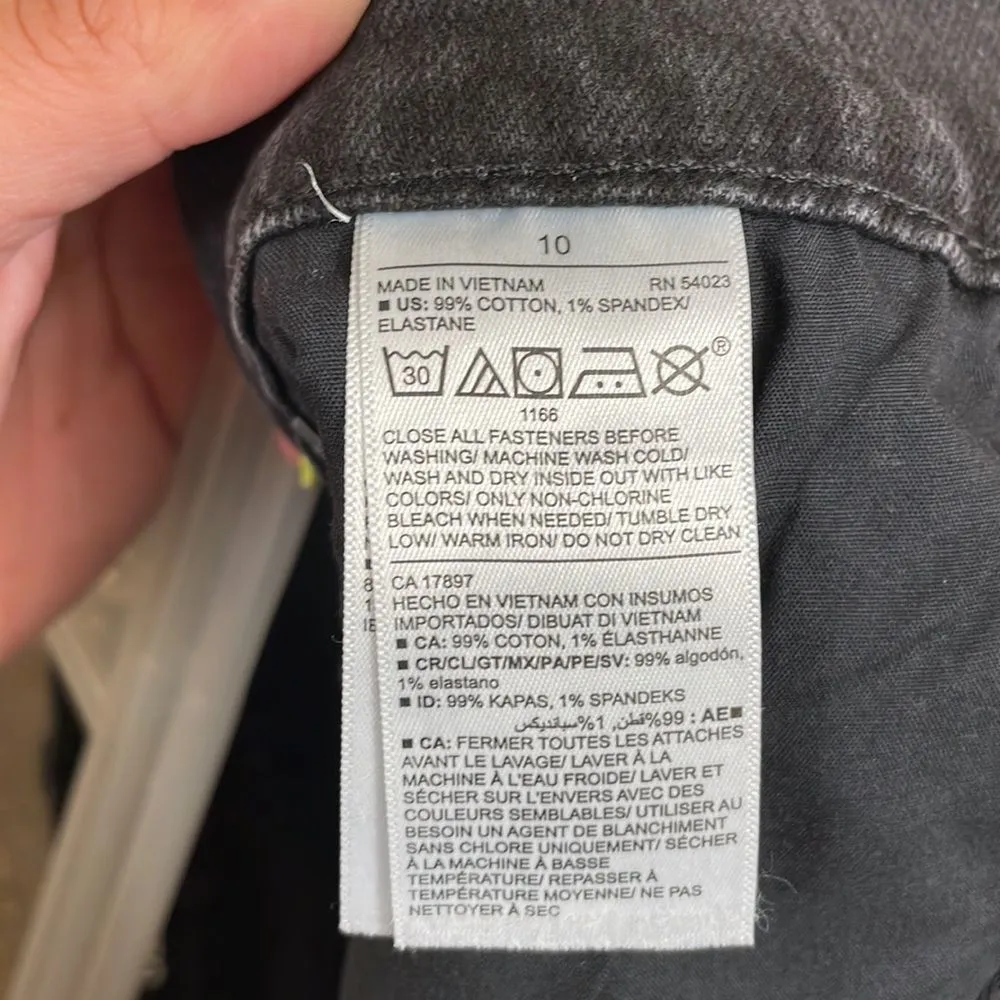 10
MADE IN VIETNAM RN 54023
■ US: 99% COTTON, 1% SPANDEX/
ELASTANE
30 ®
1166
CLOSE ALL FASTENERS BEFORE
WASHING/ MACHINE WASH COLD/
WASH AND DRY INSIDE OUT WITH LIKE
COLORS/ ONLY NON-CHLORINE
BLEACH WHEN NEEDED/ TUMBLE DRY
LOW/ WARM IRON/ DO NOT DRY CLEAN
CA 17897
HECHO EN VIETNAM CON INSUMOS
IMPORTADOS/ DIBUAT DI VIETNAM
■ CA: 99% COTON, 1% ÉLASTHANNE
■ CR/CL/GT/MX/PA/PE/SV: 99% algodón,
1% elastano
■ ID: 99% KAPAS, 1% SPANDEKS
■AE : 99%قطن, 1%سباندیکس
■ CA: FERMER TOUTES LES ATTACHES
AVANT LE LAVAGE/ LAVER À LA
MACHINE À L'EAU FROIDE/ LAVER ET
SÉCHER SUR L'ENVERS AVEC DES
COULEURS SEMBLABLES/ UTILISER AU
BESOIN UN AGENT DE BLANCHIMENT
SANS CHLORE UNIQUEMENT/ SÉCHER
À LA MACHINE À BASSE
TEMPÉRATURE/ REPASSER À
TEMPÉRATURE MOYENNE/ NE PAS
NETTOYER À SEC